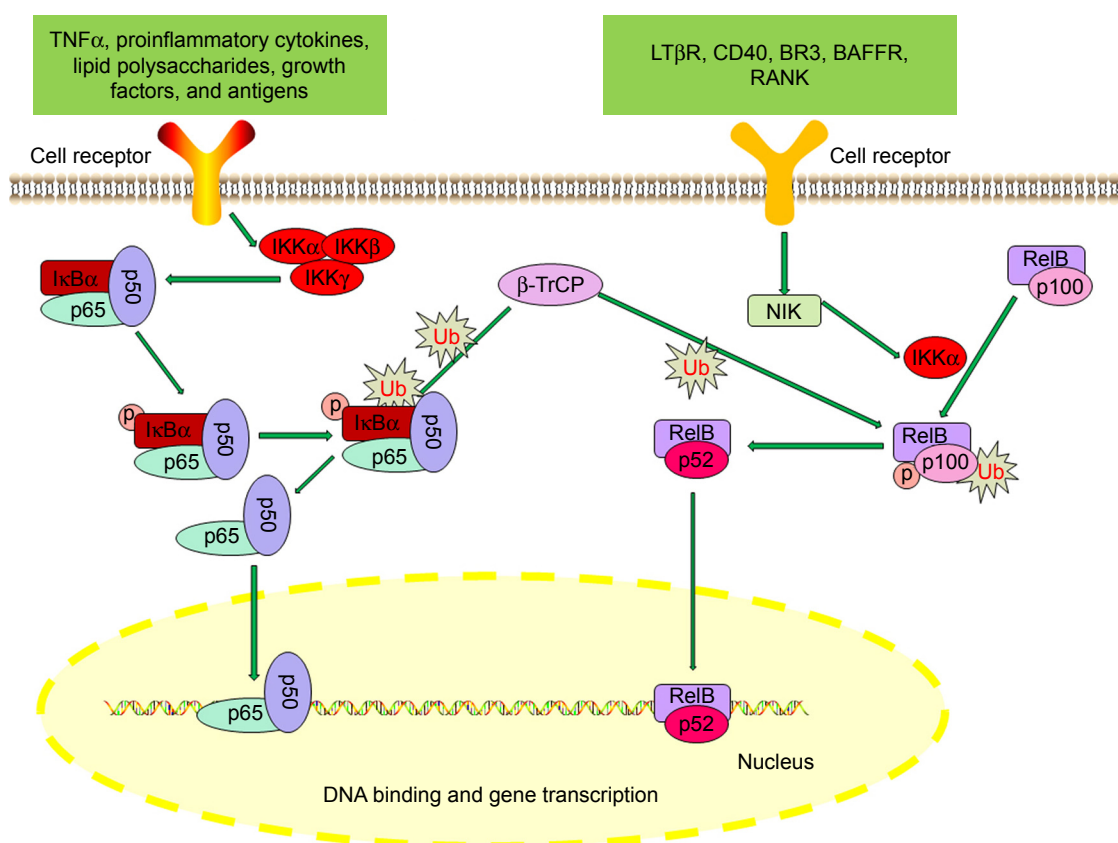 TNFα, proinflammatory cytokines,
lipid polysaccharides, growth
factors, and antigens
LTβR, CD40, BR3, BAFFR,
RANK
Cell receptor
Cell receptor
IKKα
IKKβ
IKKγ
IκBα
p50
p65
β-TrCP
NIK
RelB
p100
Ub
Ub
Ub
IKKα
p
IκBα
p50
p65
p
IκBα
p50
p65
RelB
p52
RelB
p100
p
Ub
p65
p50
p65
p50
RelB
p52
Nucleus
DNA binding and gene transcription